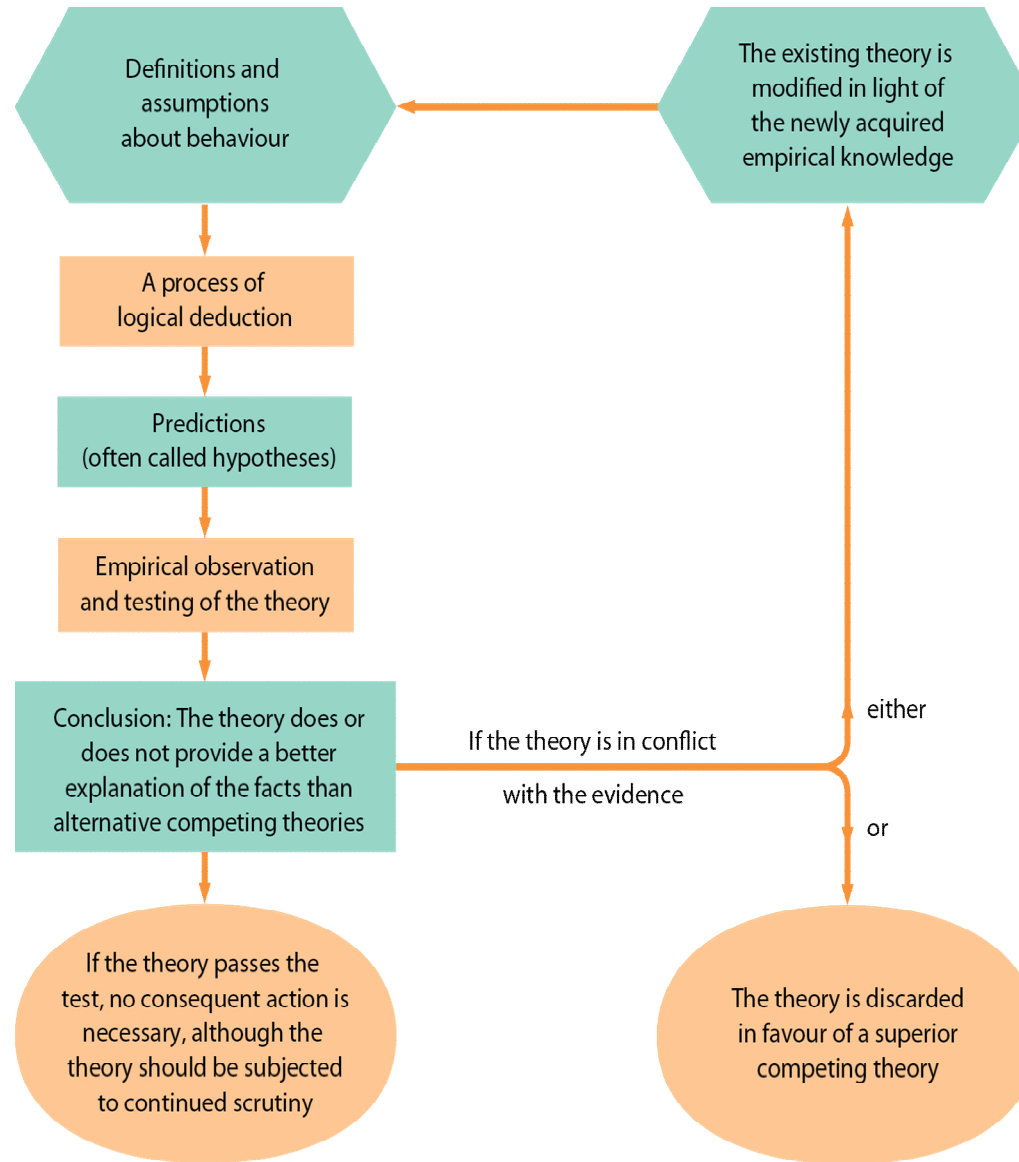 Definitions and
assumptions
about behaviour
The existing theory is
modified in light of
the newly acquired
empirical knowledge
A process of
logical deduction
Predictions
(often called hypotheses)
Empirical observation
and testing of the theory
Conclusion: The theory does or
does not provide a better
explanation of the facts than
alternative competing theories
If the theory is in conflict
with the evidence
either
or
If the theory passes the
test, no consequent action is
necessary, although the
theory should be subjected
to continued scrutiny
The theory is discarded
in favour of a superior
competing theory